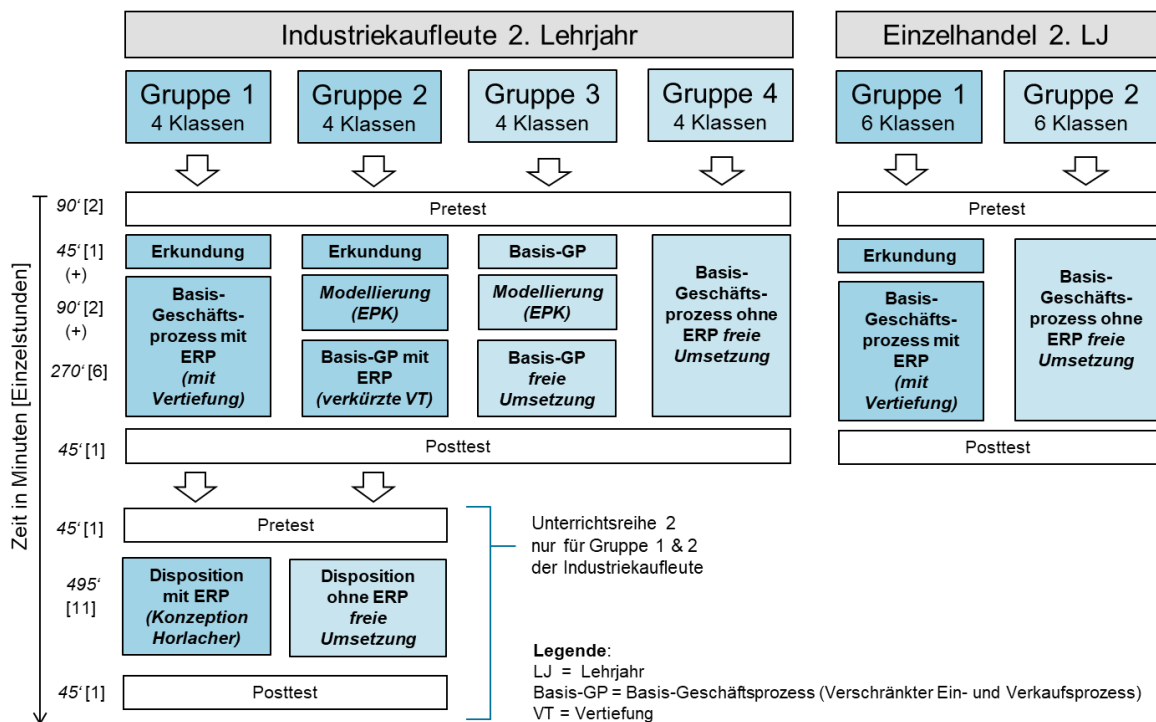 Industriekaufleute 2. Lehrjahr
Einzelhandel 2. LJ
Gruppe 1
4 Klassen
Gruppe 2
4 Klassen
Gruppe 3
4 Klassen
Gruppe 4
4 Klassen
Gruppe 1
6 Klassen
Gruppe 2
6 Klassen
Zeit in Minuten [Einzelstunden]
90‘ [2]
Pretest
Pretest
45‘ [1]
(+)
90‘ [2]
(+)
270‘ [6]
Erkundung
Basis-
Geschäfts-
prozess mit
ERP
(mit
Vertiefung)
Erkundung
Modellierung
(EPK)
Basis-GP mit
ERP
(verkürzte VT)
Basis-GP
Modellierung
(EPK)
Basis-GP
freie
Umsetzung
Basis-
Geschäfts-
prozess ohne
ERP freie
Umsetzung
Erkundung
Basis-
Geschäfts-
prozess mit
ERP
(mit
Vertiefung)
Basis-
Geschäfts-
prozess ohne
ERP freie
Umsetzung
45‘ [1]
Posttest
Posttest
45‘ [1]
Pretest
495‘
[11]
Disposition
mit ERP
(Konzeption
Horlacher)
Disposition
ohne ERP
freie
Umsetzung
45‘ [1]
Posttest
Unterrichtsreihe 2
nur für Gruppe 1 & 2
der Industriekaufleute
Legende:
LJ = Lehrjahr
Basis-GP = Basis-Geschäftsprozess (Verschränkter Ein- und Verkaufsprozess)
VT = Vertiefung